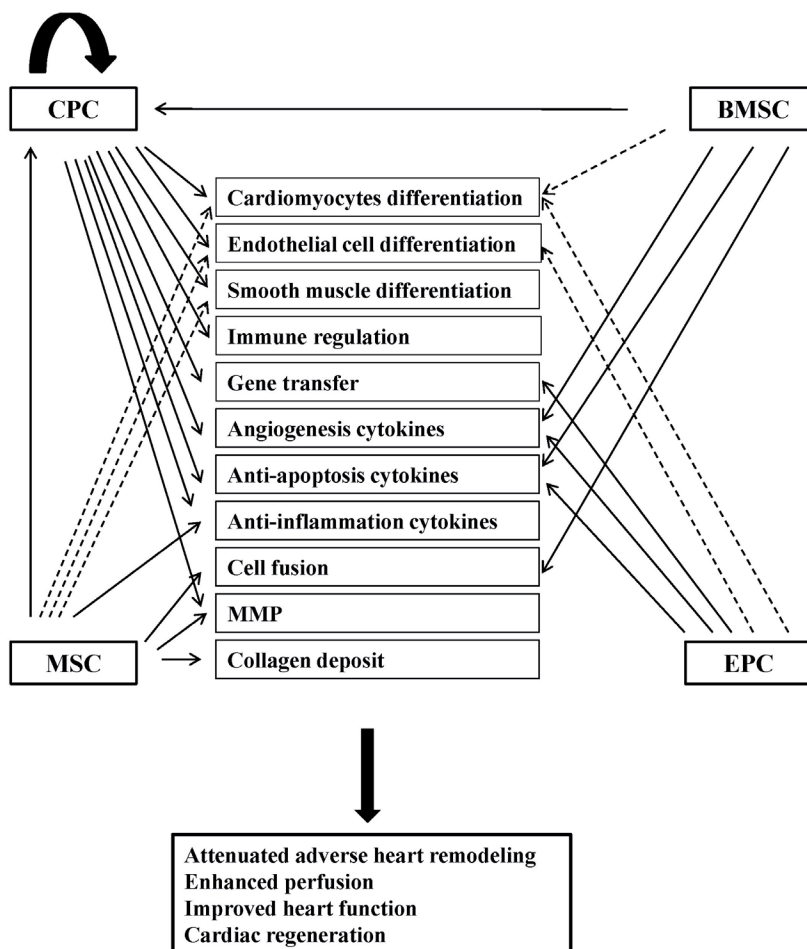 CPC
BMSC
Cardiomyocytes differentiation
Endothelial cell differentiation
Smooth muscle differentiation
Immune regulation
Gene transfer
Angiogenesis cytokines
Anti-apoptosis cytokines
Anti-inflammation cytokines
Cell fusion
MMP
Collagen deposit
MSC
EPC
Attenuated adverse heart remodeling
Enhanced perfusion
Improved heart function
Cardiac regeneration